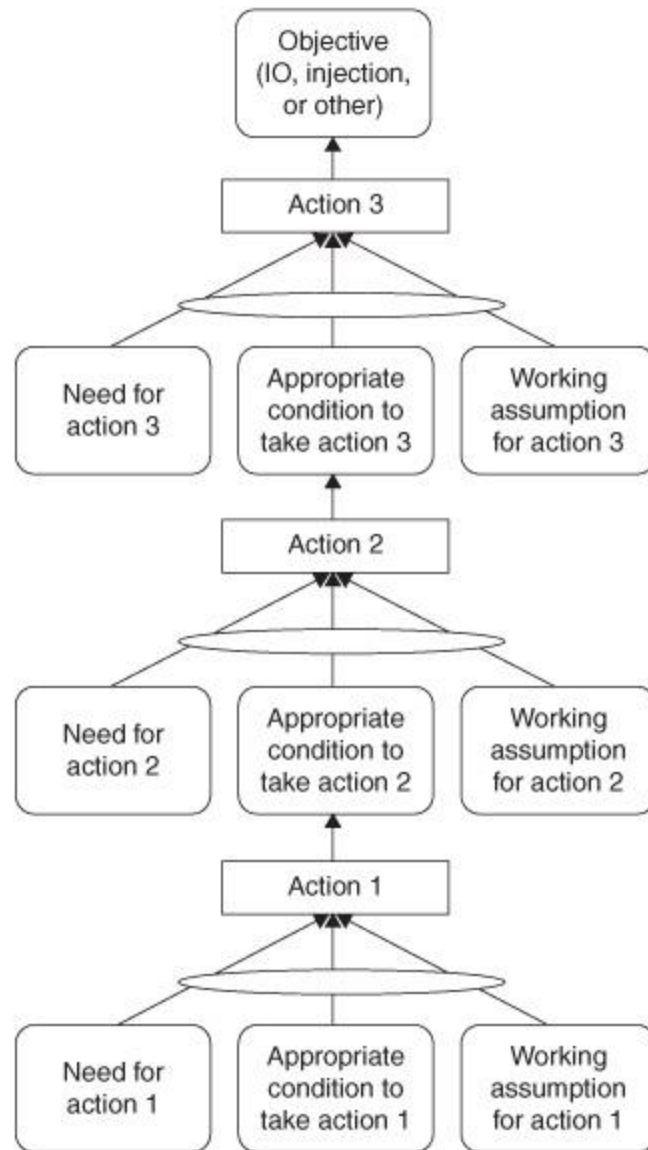 Objective
(IO, injection,
or other)
Action 3
Need for
action 3
Appropriate
condition to
take action 3
Working
assumption
for action 3
Action 2
Need for
action 2
Appropriate
condition to
take action 2
Working
assumption
for action 2
Action 1
Need for
action 1
Appropriate
condition to
take action 1
Working
assumption
for action 1